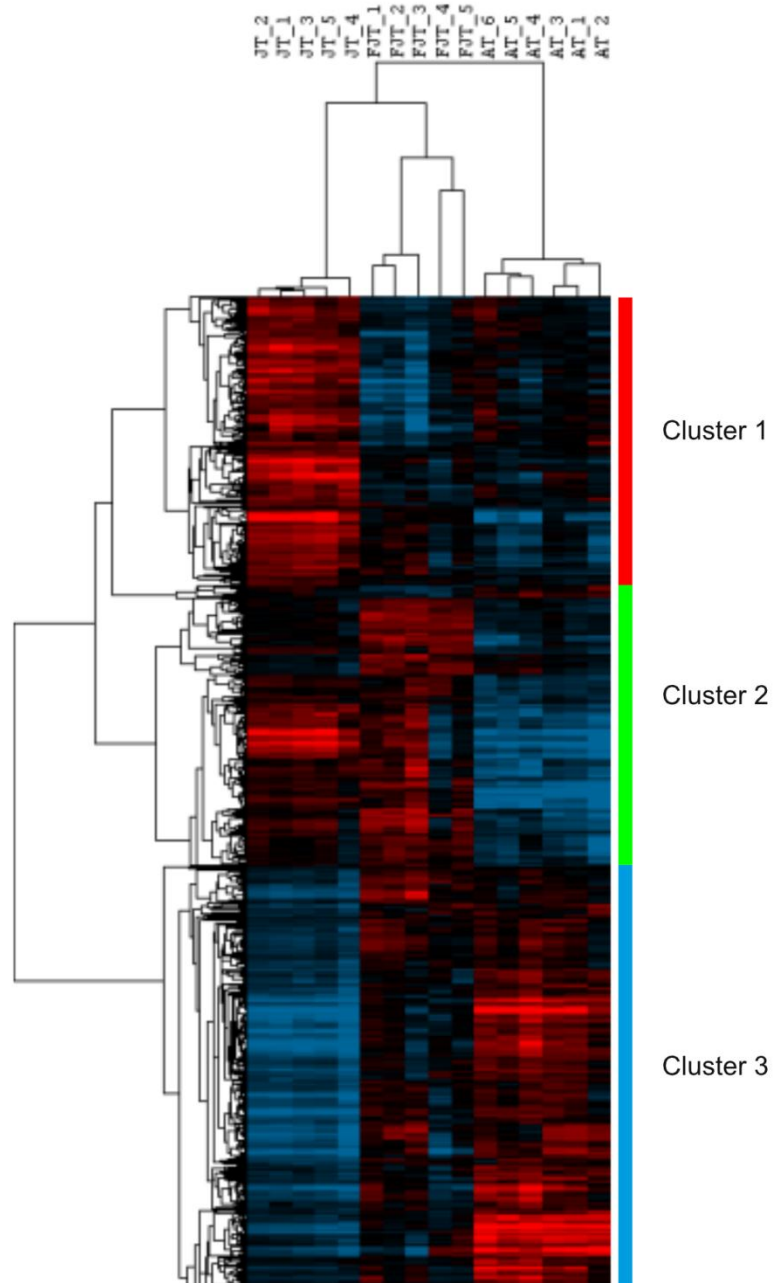 JT_2
JT_1
JT_3
JT_5
JT_4
FJT_1
FJT_2
FJT_3
FJT_4
FJT_5
AT_6
AT_5
AT_4
AT_3
AT_1
AT_2
Cluster 1
Cluster 2
Cluster 3